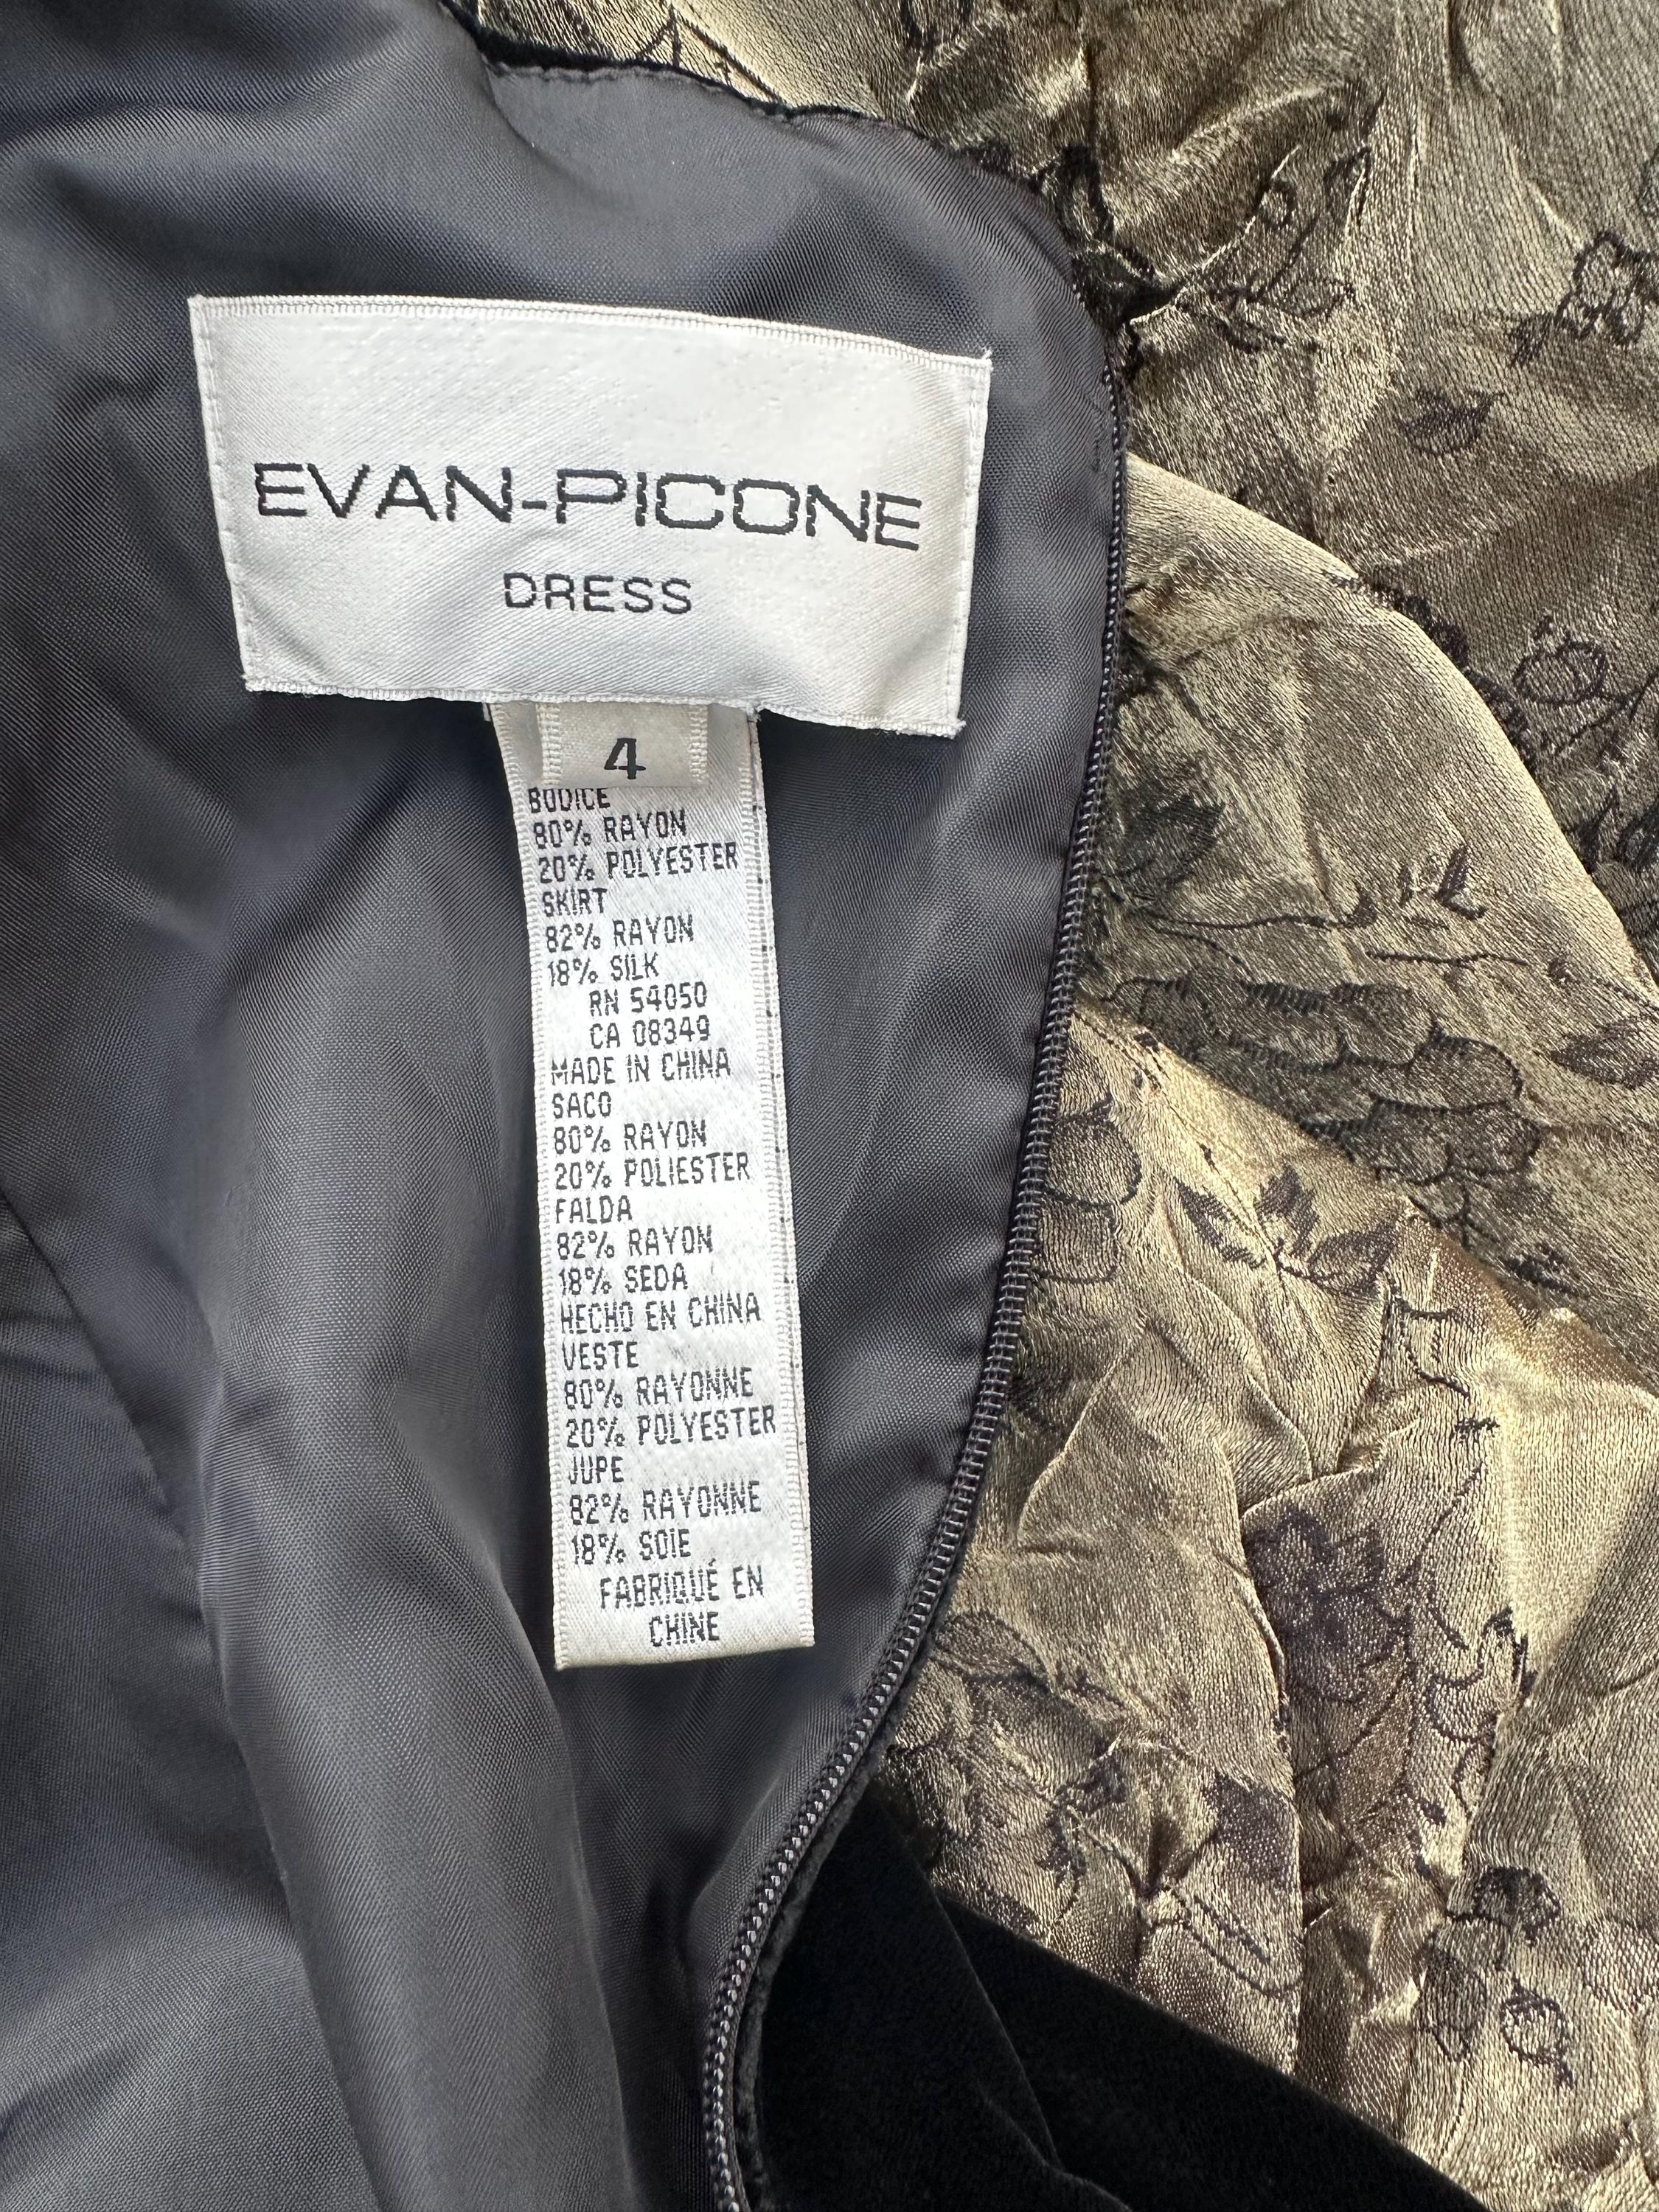 EVAN-PICONE
DRESS
4
BODICE
80% RAYON
20% POLYESTER
SKIRT
82% RAYON
18% SILK
RN 54050
CA 08349
MADE IN CHINA
SACO
80% RAYON
20% POLIESTER
FALDA
82% RAYON
18% SEDA
HECHO EN CHINA
VESTE
80% RAYONNE
20% POLYESTER
JUPE
82% RAYONNE
18% SOIE
FABRIQUÉ EN
CHINE